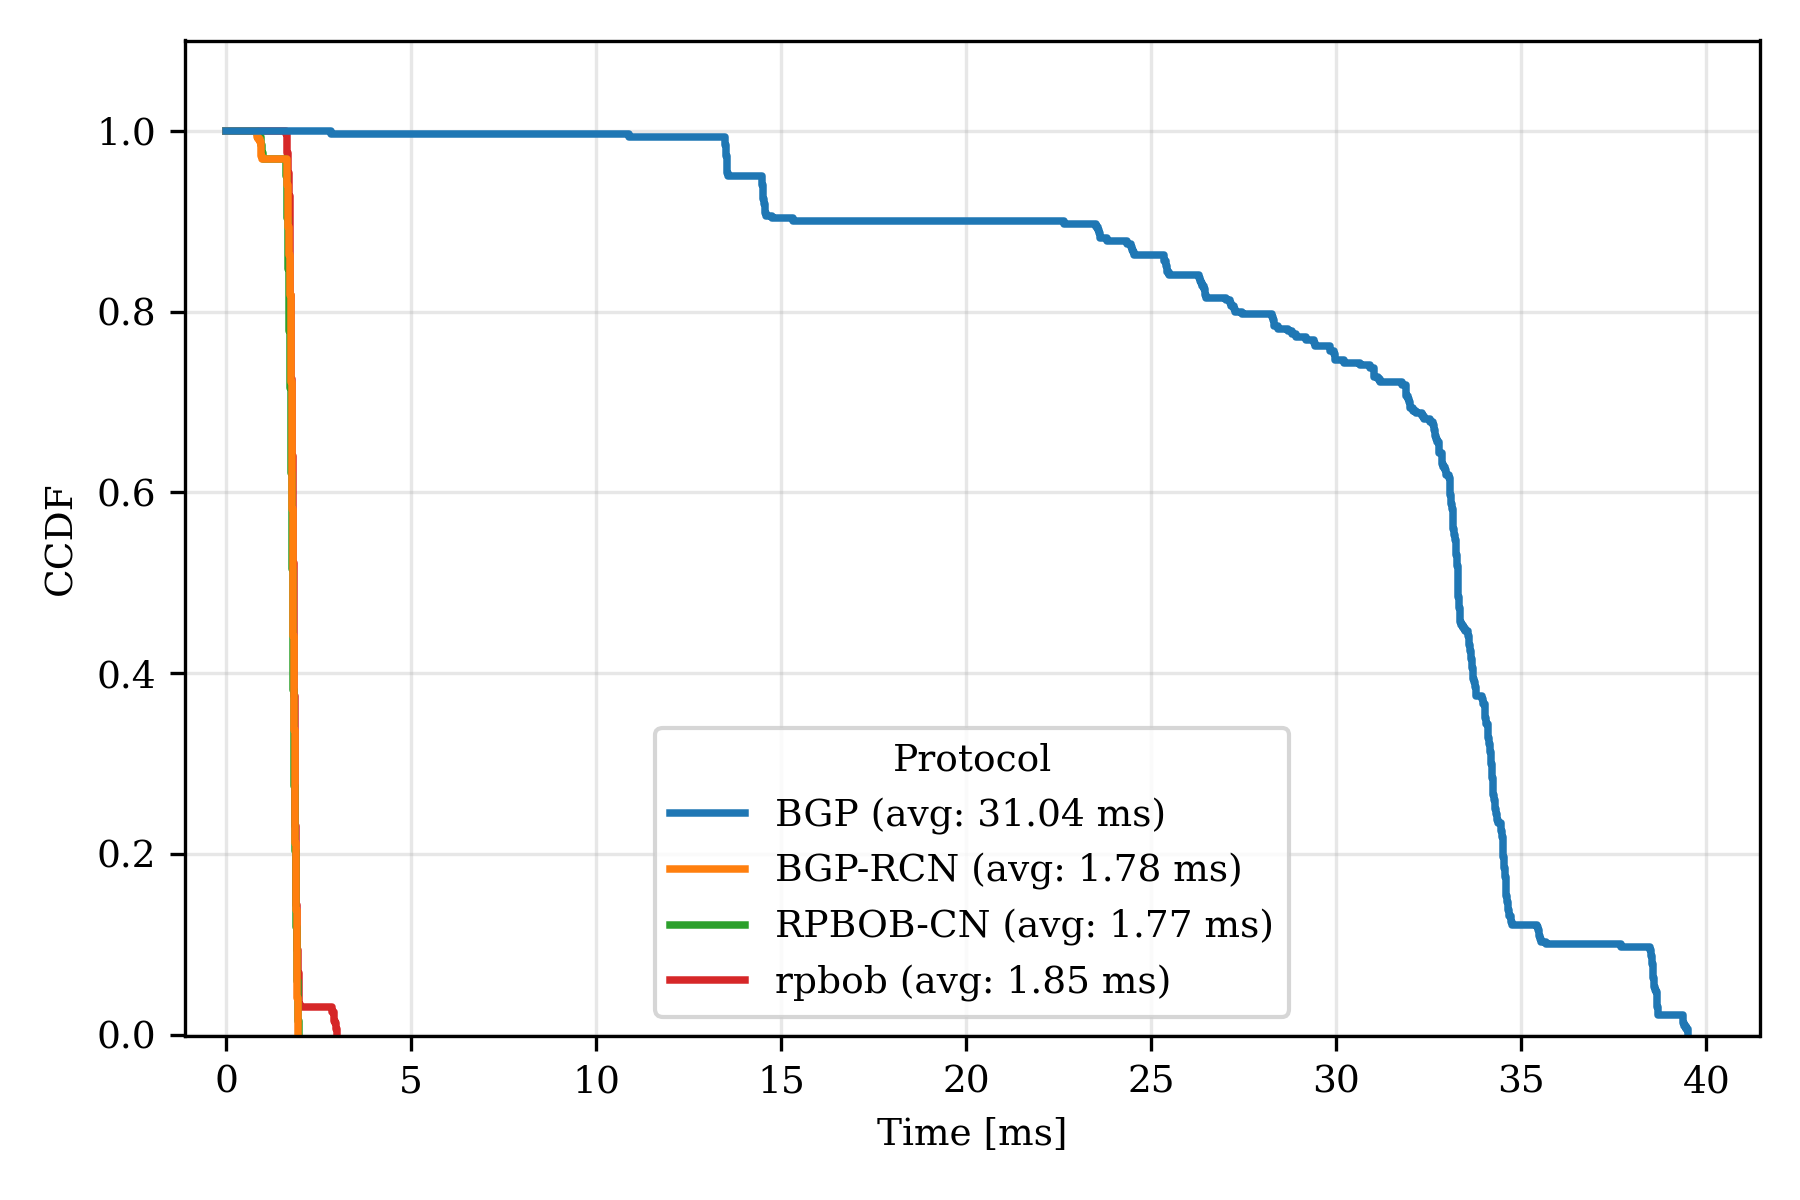 1.0
0.8
0.6
0.4
0.2
0.0
CCDF
Protocol
BGP (avg: 31.04 ms)
BGP-RCN (avg: 1.78 ms)
RPBOB-CN (avg: 1.77 ms)
rpbob (avg: 1.85 ms)
0 5 10 15 20 25 30 35 40
Time [ms]